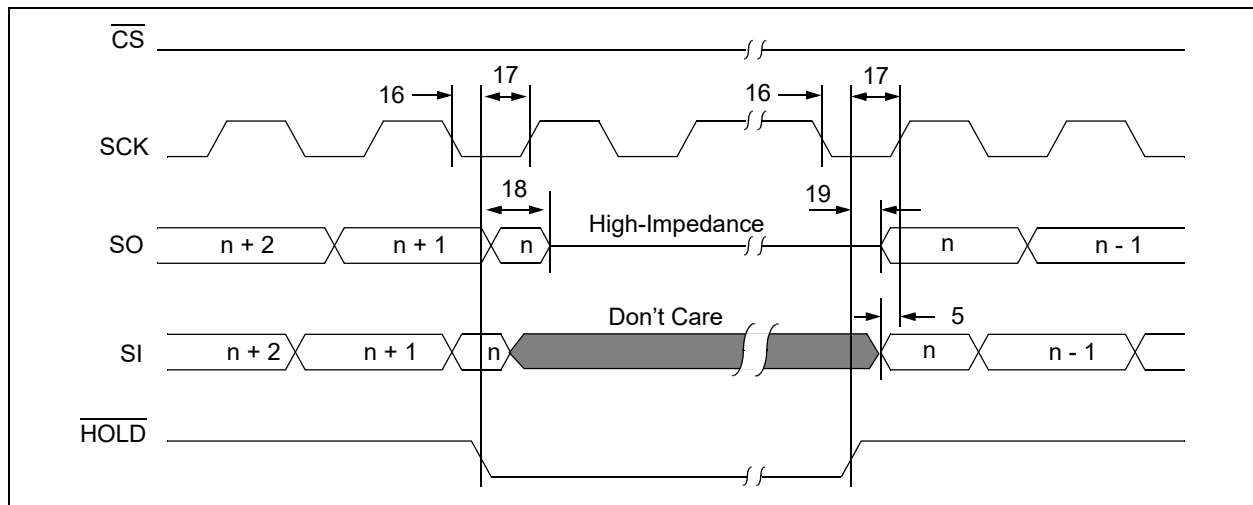 CS
17
17
16
16
SCK
18
19
High-Impedance
SO
n + 2
n + 1
n
n
n - 1
5
Don't Care
SI
n + 2
n + 1
n
n
n - 1
HOLD